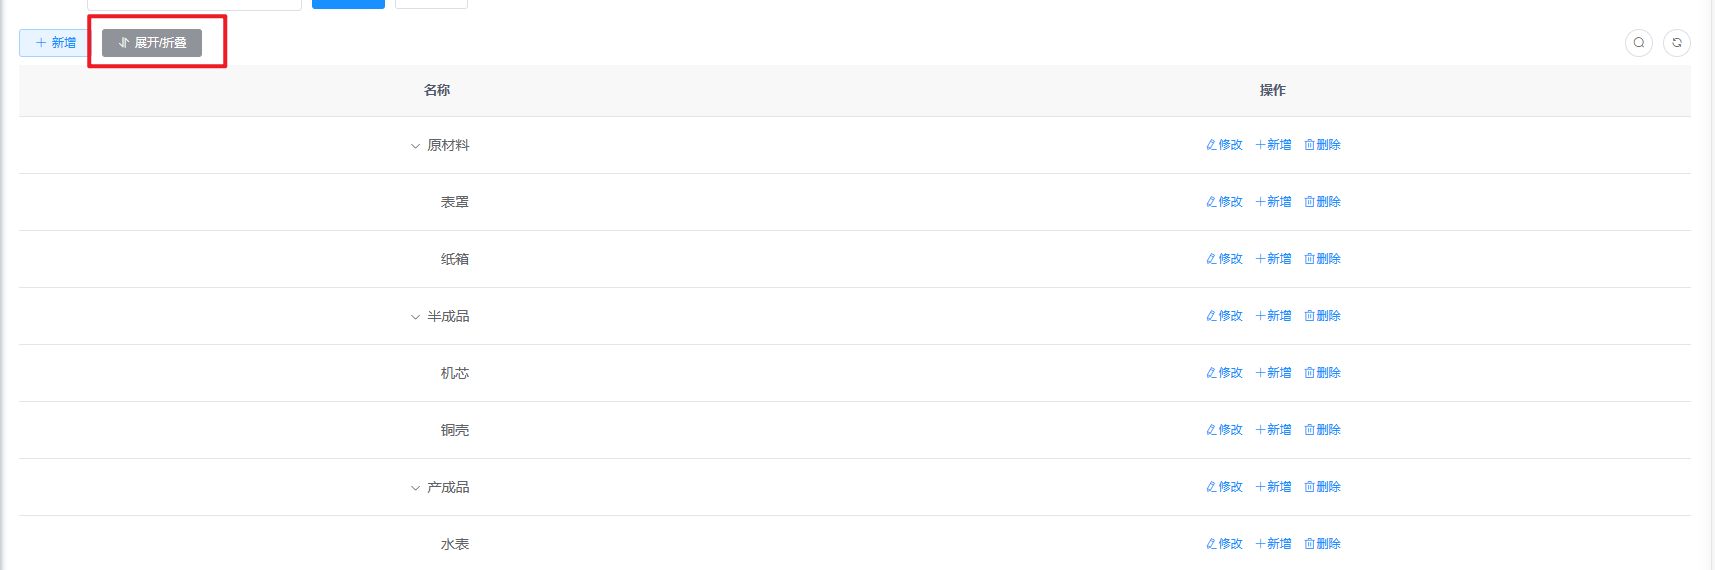 新增 展开/折叠
名称 操作
原材料 修改 新增 删除
表罩 修改 新增 删除
纸箱 修改 新增 删除
半成品 修改 新增 删除
机芯 修改 新增 删除
铜壳 修改 新增 删除
产成品 修改 新增 删除
水表 修改 新增 删除